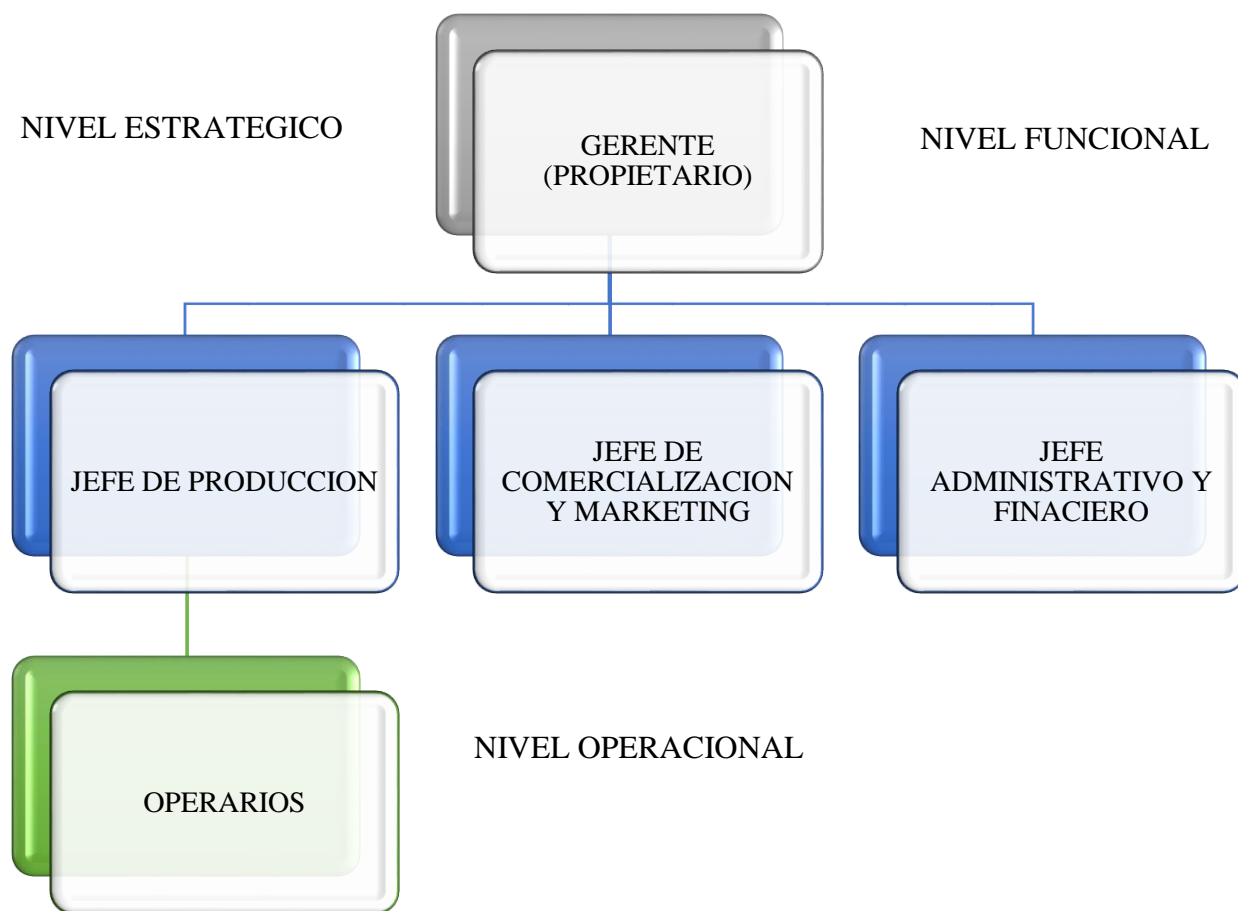 NIVEL ESTRATEGICO
GERENTE
(PROPIETARIO)
NIVEL FUNCIONAL
JEFE DE PRODUCCION
JEFE DE
COMERCIALIZACION
Y MARKETING
JEFE
ADMINISTRATIVO Y
FINACIERO
OPERARIOS
NIVEL OPERACIONAL